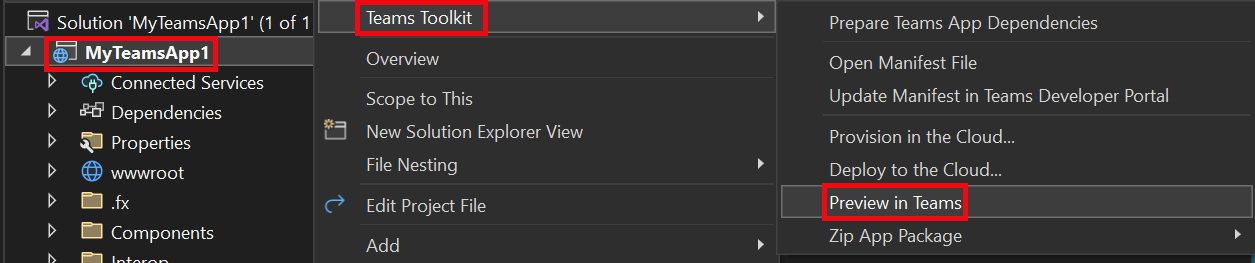 Solution 'MyTeamsApp1' (1 of 1
MyTeamsApp1
Connected Services
Dependencies
Properties
wwwroot
.fx
Components
Interop
Teams Toolkit
Overview
Scope to This
New Solution Explorer View
File Nesting
Edit Project File
Add
Prepare Teams App Dependencies
Open Manifest File
Update Manifest in Teams Developer Portal
Provision in the Cloud...
Deploy to the Cloud...
Preview in Teams
Zip App Package